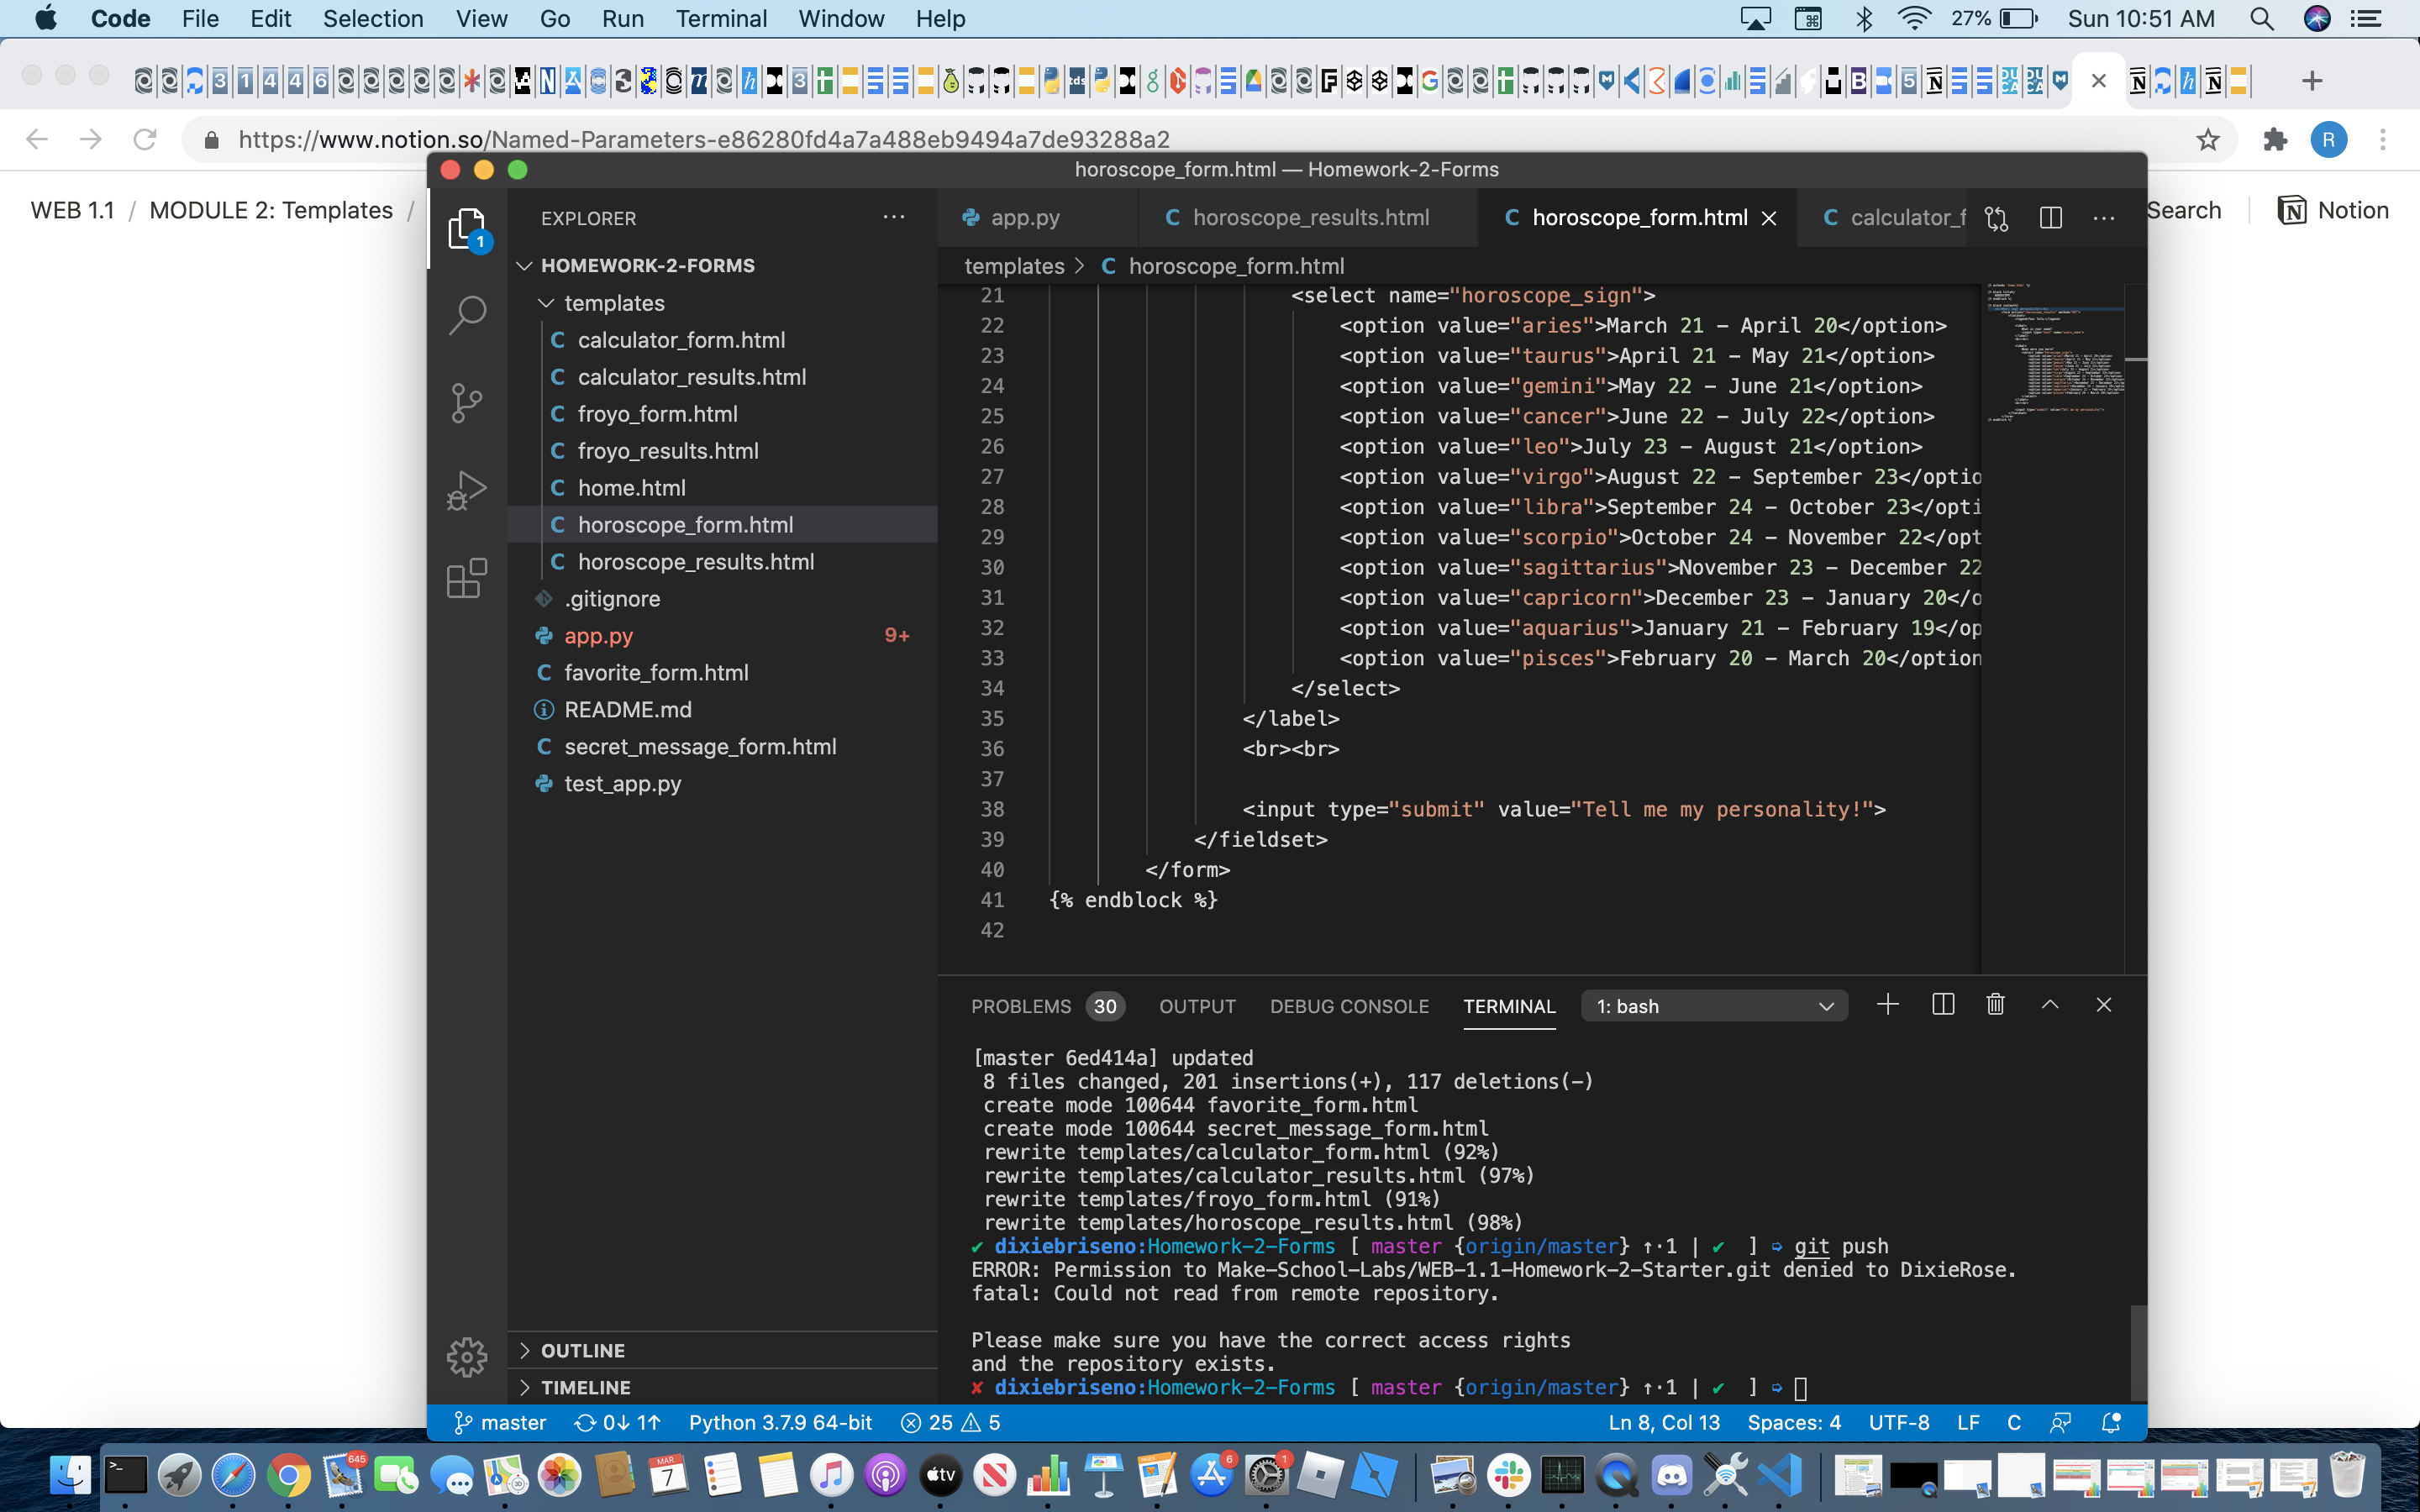 Code File Edit Selection View Go Run Terminal Window Help 27% Sun 10:51 AM
https://www.notion.so/Named-Parameters-e86280fd4a7a488eb9494a7de93288a2 R
WEB 1.1 / MODULE 2: Templates / Search Notion
horoscope_form.html — Homework-2-Forms
EXPLORER
1
HOMEWORK-2-FORMS
templates
calculator_form.html
calculator_results.html
froyo_form.html
froyo_results.html
home.html
horoscope_form.html
horoscope_results.html
.gitignore
app.py 9+
favorite_form.html
README.md
secret_message_form.html
test_app.py
OUTLINE
TIMELINE
app.py horoscope_results.html horoscope_form.html calculator_f
templates > horoscope_form.html
21 <select name="horoscope_sign">
22 <option value="aries">March 21 – April 20</option>
23 <option value="taurus">April 21 – May 21</option>
24 <option value="gemini">May 22 – June 21</option>
25 <option value="cancer">June 22 – July 22</option>
26 <option value="leo">July 23 – August 21</option>
27 <option value="virgo">August 22 – September 23</optio
28 <option value="libra">September 24 – October 23</opti
29 <option value="scorpio">October 24 – November 22</opt
30 <option value="sagittarius">November 23 – December 22
31 <option value="capricorn">December 23 – January 20</o
32 <option value="aquarius">January 21 – February 19</op
33 <option value="pisces">February 20 – March 20</option
34 </select>
35 </label>
36 <br><br>
37
38 <input type="submit" value="Tell me my personality!">
39 </fieldset>
40 </form>
41 {% endblock %}
42
PROBLEMS 30 OUTPUT DEBUG CONSOLE TERMINAL 1: bash
[master 6ed414a] updated
8 files changed, 201 insertions(+), 117 deletions(-)
create mode 100644 favorite_form.html
create mode 100644 secret_message_form.html
rewrite templates/calculator_form.html (92%)
rewrite templates/calculator_results.html (97%)
rewrite templates/froyo_form.html (91%)
rewrite templates/horoscope_results.html (98%)
✔ dixiebriseno:Homework-2-Forms [ master {origin/master} ↑·1 | ✔ ] ➭ git push
ERROR: Permission to Make-School-Labs/WEB-1.1-Homework-2-Starter.git denied to DixieRose.
fatal: Could not read from remote repository.
Please make sure you have the correct access rights
and the repository exists.
✘ dixiebriseno:Homework-2-Forms [ master {origin/master} ↑·1 | ✔ ] ➭
master 0↓ 1↑ Python 3.7.9 64-bit 25 5 Ln 8, Col 13 Spaces: 4 UTF-8 LF C
645 MAR 7 tv 6 1